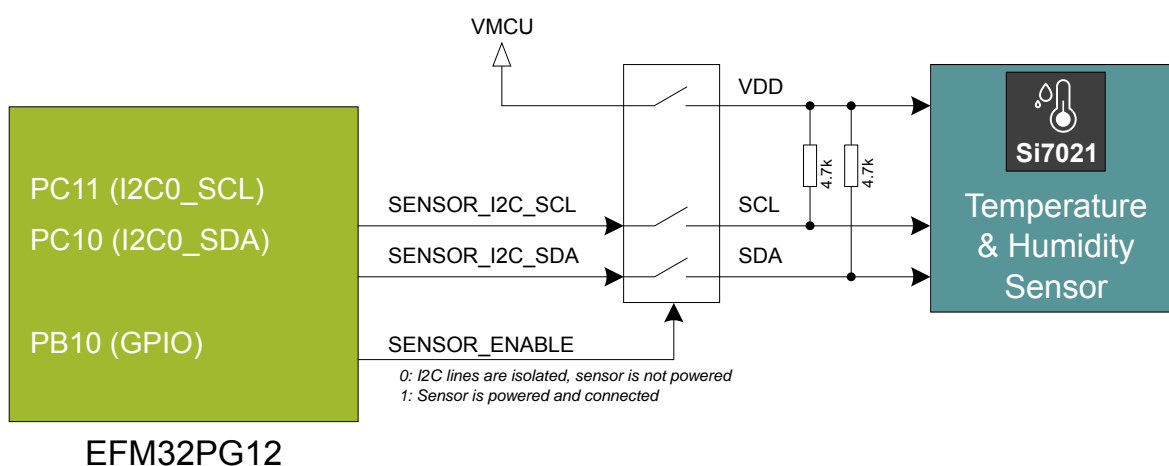 VMCU
VDD
4.7k
4.7k
Si7021
PC11 (I2C0_SCL)
PC10 (I2C0_SDA)
SENSOR_I2C_SCL
SCL
SENSOR_I2C_SDA
SDA
Temperature
& Humidity
Sensor
PB10 (GPIO)
SENSOR_ENABLE
0: I2C lines are isolated, sensor is not powered
1: Sensor is powered and connected
EFM32PG12